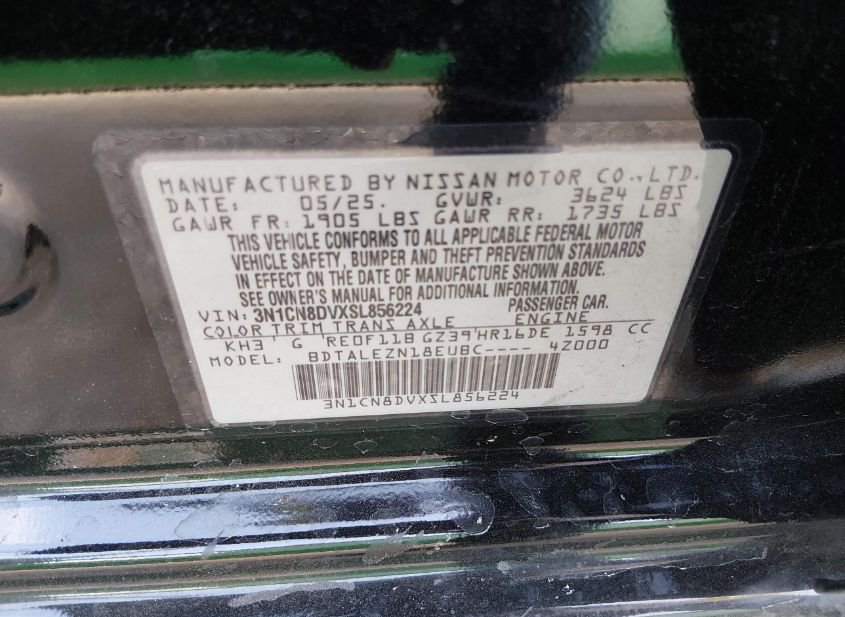 MANUFACTURED BY NISSAN MOTOR CO., LTD.
DATE: 05/25. GVWR: 3624 LBS
GAWR FR: 1905 LBS GAWR RR: 1735 LBS
THIS VEHICLE CONFORMS TO ALL APPLICABLE FEDERAL MOTOR
VEHICLE SAFETY, BUMPER AND THEFT PREVENTION STANDARDS
IN EFFECT ON THE DATE OF MANUFACTURE SHOWN ABOVE.
SEE OWNER'S MANUAL FOR ADDITIONAL INFORMATION.
VIN: 3N1CN8DVXSL856224 PASSENGER CAR.
COLOR TRIM TRANS AXLE ENGINE
KH3 G RE0F11B GZ39 HR16DE 1598 CC
MODEL: BDTALEZN18EUBC---- 4Z000
3N1CN8DVXSL856224